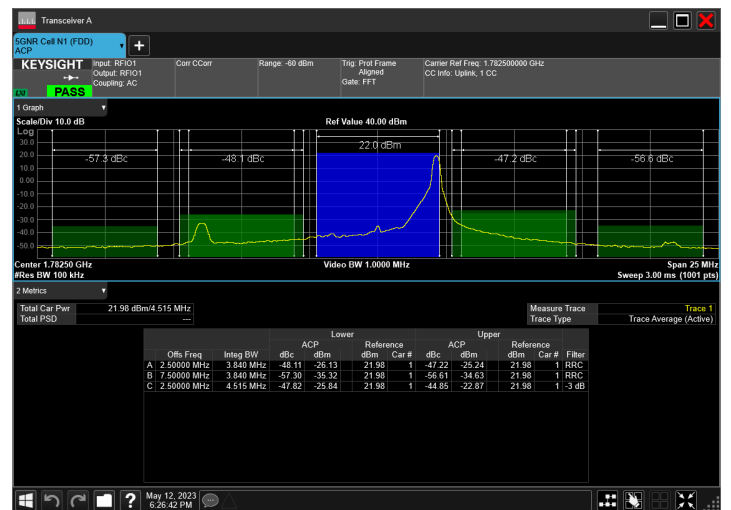 Transceiver A
5GNR Cell N1 (FDD)
ACP
KEYSIGHT
LXI
PASS
Input: RFIO1
Output: RFIO1
Coupling: AC
Corr CCorr
Range: -60 dBm
Trig: Prot Frame
Aligned
Gate: FFT
Carrier Ref Freq: 1.782500000 GHz
CC Info: Uplink, 1 CC
1 Graph
Scale/Div 10.0 dB
Ref Value 40.00 dBm
Log
30.0
20.0
10.0
0.00
-10.0
-20.0
-30.0
-40.0
-50.0
-57.3 dBc
-48.1 dBc
22.0 dBm
-47.2 dBc
-56.6 dBc
Center 1.78250 GHz
Video BW 1.0000 MHz
Span 25 MHz
#Res BW 100 kHz
Sweep 3.00 ms (1001 pts)
2 Metrics
Total Car Pwr 21.98 dBm/4.515 MHz
Total PSD ---
Measure Trace Trace 1
Trace Type Trace Average (Active)
Lower Upper
ACP Reference ACP Reference
Offs Freq Integ BW dBc dBm dBm Car # dBc dBm dBm Car # Filter
A 2.50000 MHz 3.840 MHz -48.11 -26.13 21.98 1 -47.22 -25.24 21.98 1 RRC
B 7.50000 MHz 3.840 MHz -57.30 -35.32 21.98 1 -56.61 -34.63 21.98 1 RRC
C 2.50000 MHz 4.515 MHz -47.82 -25.84 21.98 1 -44.85 -22.87 21.98 1 -3 dB
May 12, 2023
6:26:42 PM